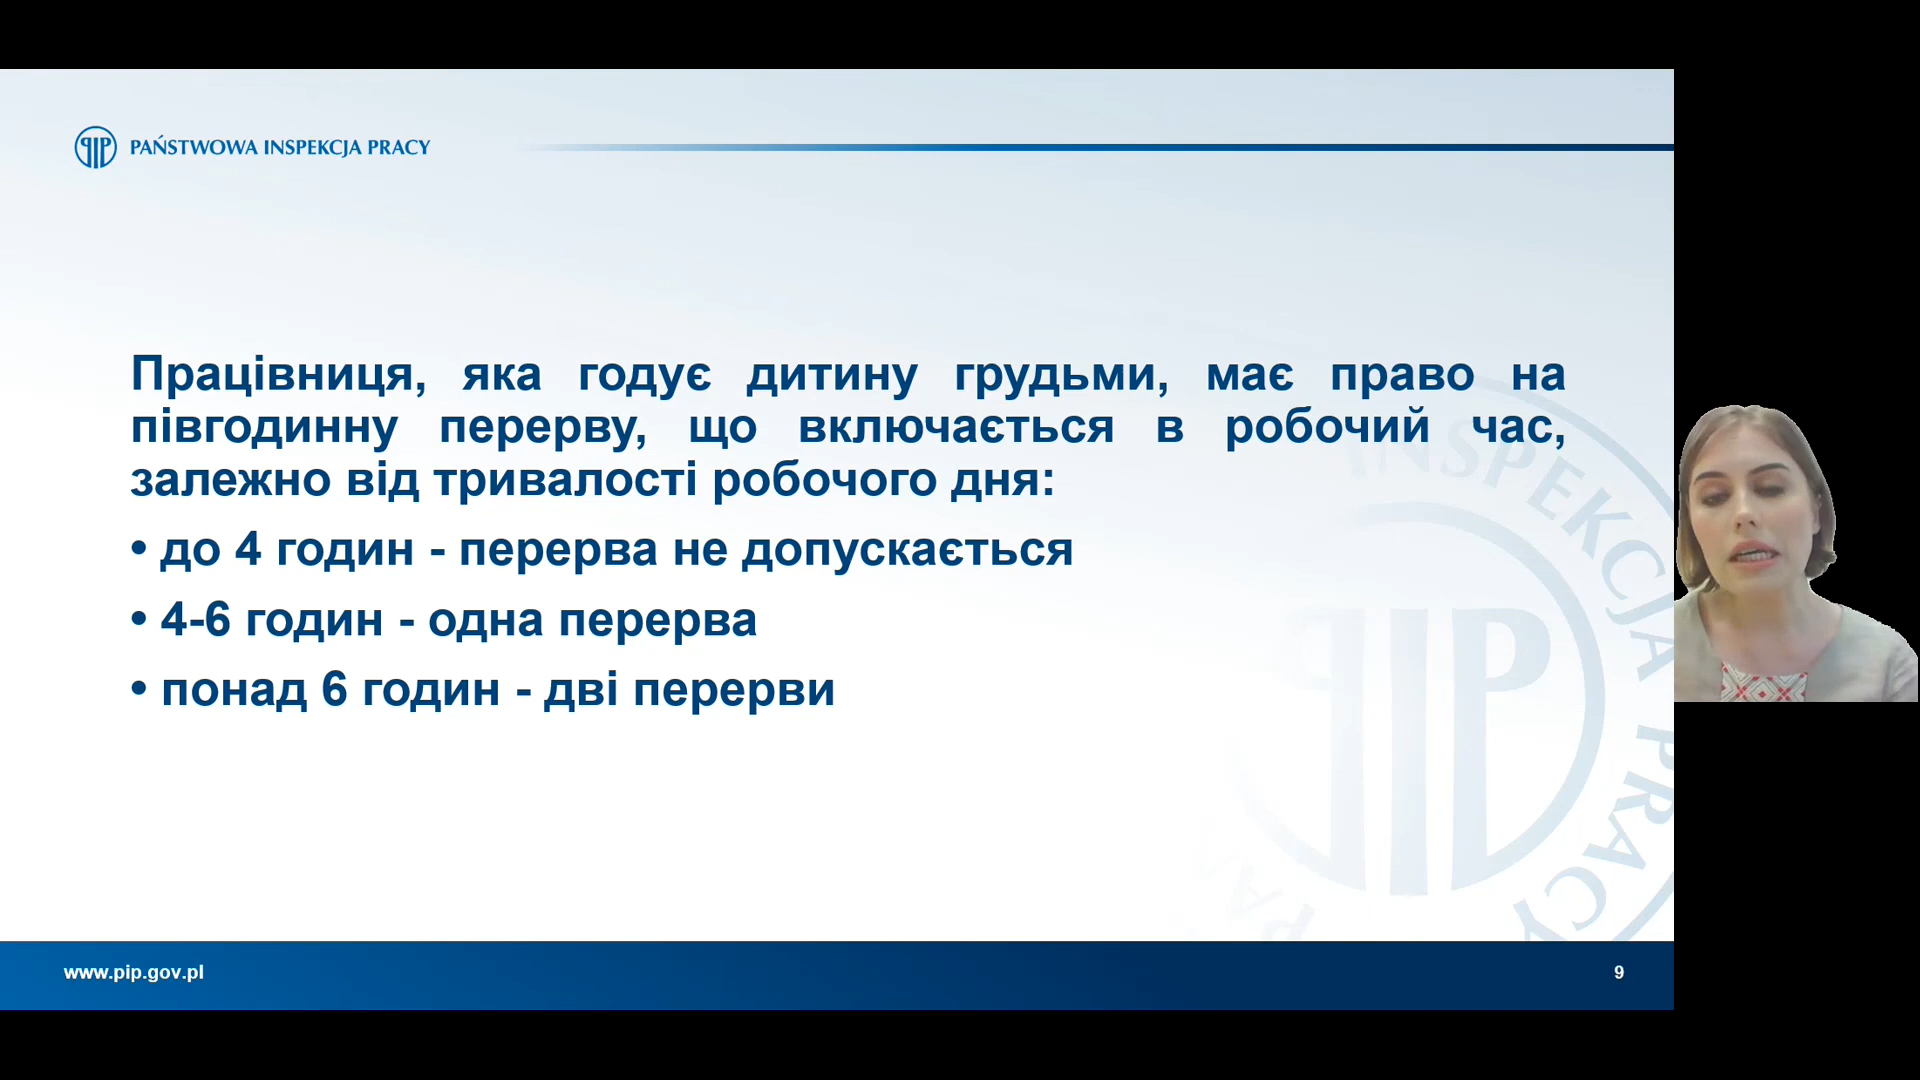 PAŃSTWOWA INSPEKCJA PRACY
Працівниця, яка годує дитину грудьми, має право на
півгодинну перерву, що включається в робочий час,
залежно від тривалості робочого дня:
• до 4 годин - перерва не допускається
• 4-6 годин - одна перерва
• понад 6 годин - дві перерви
INSPEKCJA PRACY
www.pip.gov.pl
9